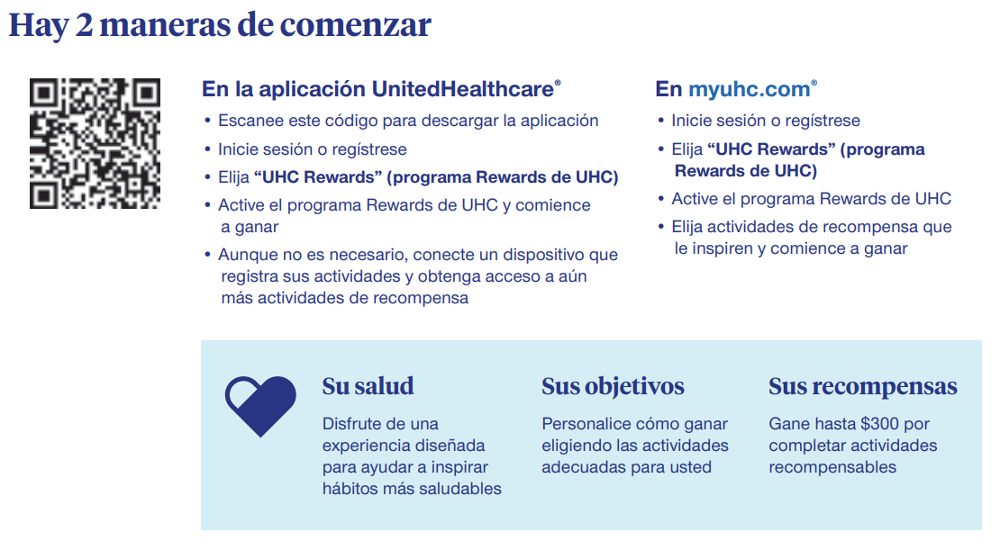 Hay 2 maneras de comenzar
En la aplicación UnitedHealthcare®
• Escanee este código para descargar la aplicación
• Inicie sesión o regístrese
• Elija “UHC Rewards” (programa Rewards de UHC)
• Active el programa Rewards de UHC y comience
a ganar
• Aunque no es necesario, conecte un dispositivo que
registra sus actividades y obtenga acceso a aún
más actividades de recompensa
En myuhc.com®
• Inicie sesión o regístrese
• Elija “UHC Rewards” (programa
Rewards de UHC)
• Active el programa Rewards de UHC
• Elija actividades de recompensa que
le inspiren y comience a ganar
Su salud
Disfrute de una
experiencia diseñada
para ayudar a inspirar
hábitos más saludables
Sus objetivos
Personalice cómo ganar
eligiendo las actividades
adecuadas para usted
Sus recompensas
Gane hasta $300 por
completar actividades
recompensables